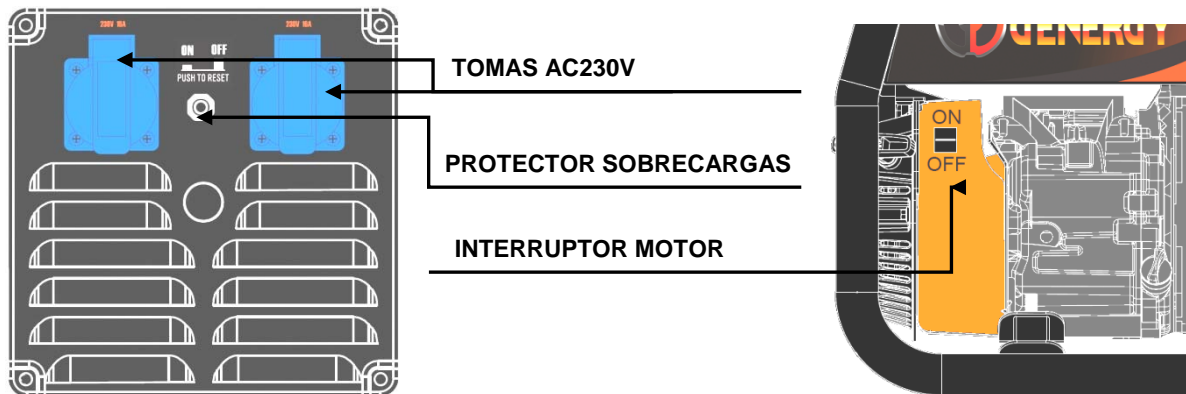 230V 16A
230V 16A
ON OFF
PUSH TO RESET
TOMAS AC230V
PROTECTOR SOBRECARGAS
INTERRUPTOR MOTOR
GENERGY
ON
OFF